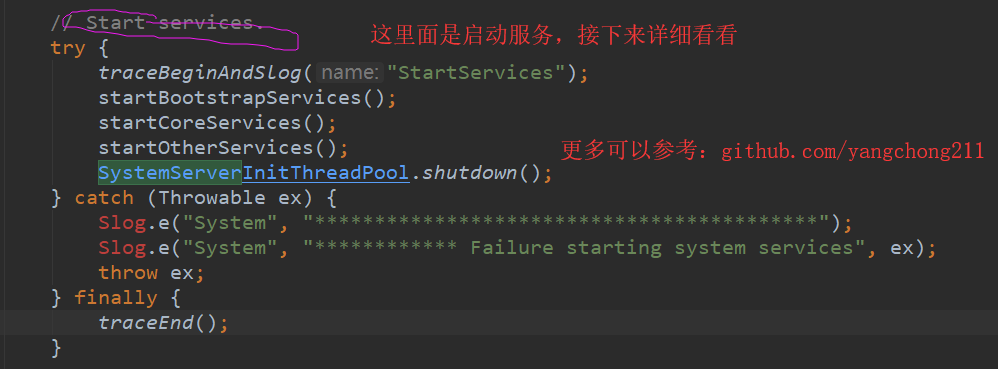 // Start services.
这里面是启动服务，接下来详细看看
try {
traceBeginAndSlog( name: "StartServices");
startBootstrapServices();
startCoreServices();
startOtherServices();
更多可以参考：github.com/yangchong211
SystemServerInitThreadPool.shutdown();
} catch (Throwable ex) {
Slog.e("System", "******************************************");
Slog.e("System", "************ Failure starting system services", ex);
throw ex;
} finally {
traceEnd();
}